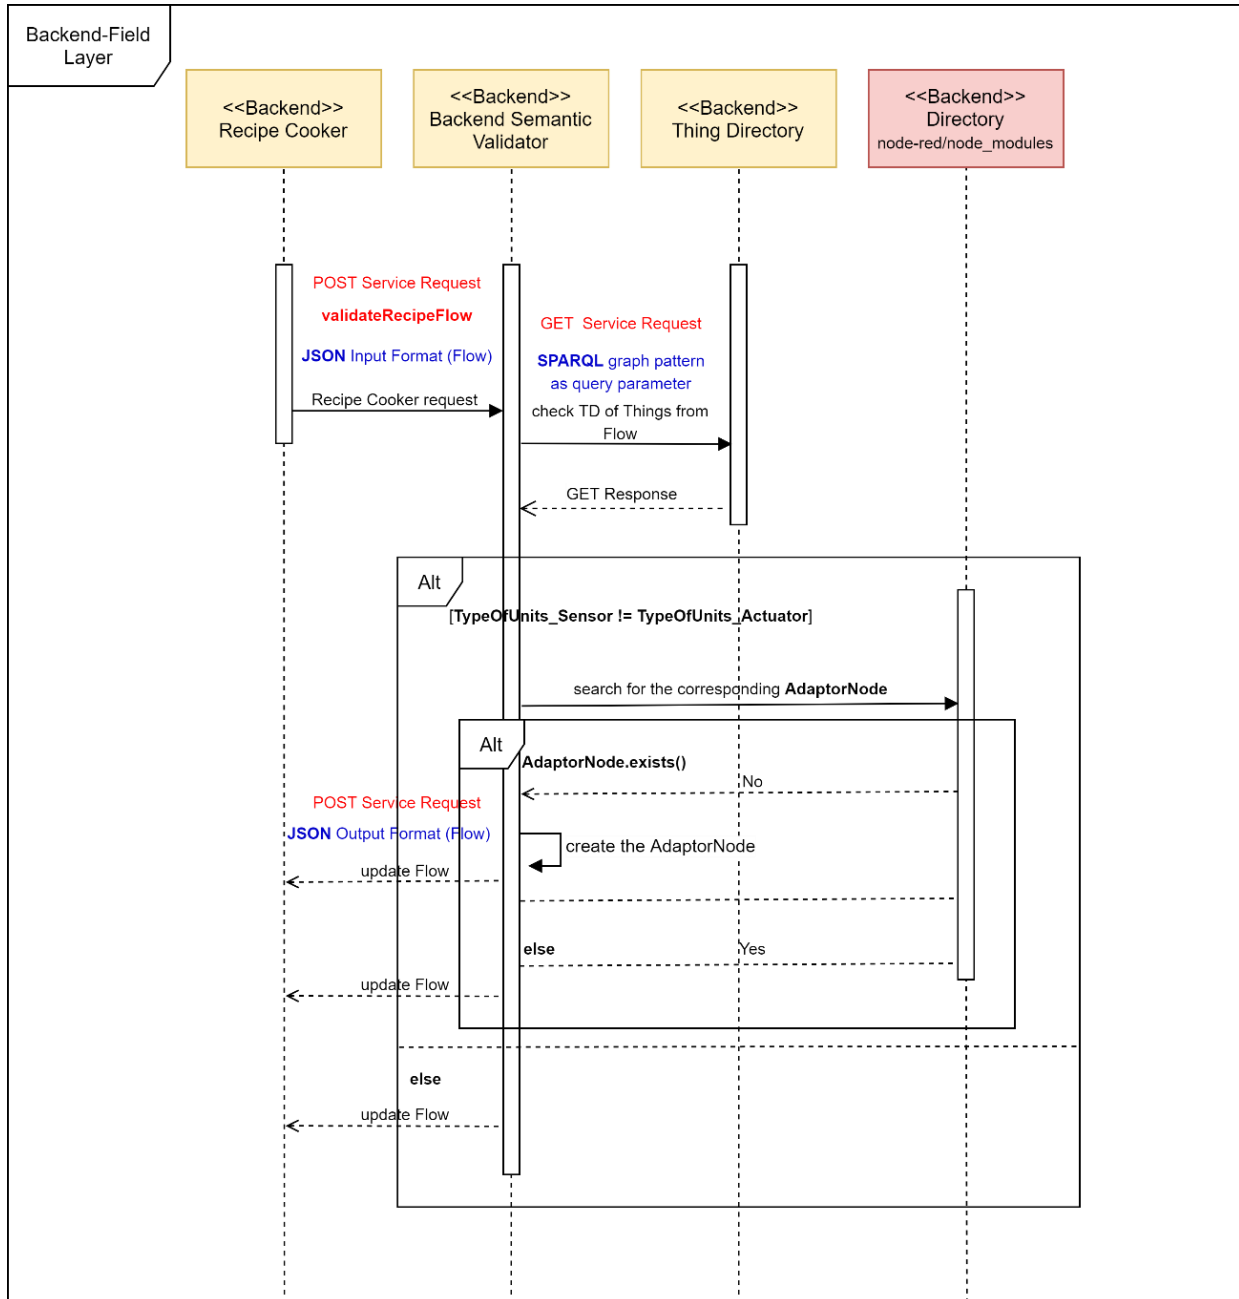 Backend-Field
Layer
<<Backend>>
Recipe Cooker
<<Backend>>
Backend Semantic
Validator
<<Backend>>
Thing Directory
<<Backend>>
Directory
node-red/node_modules
POST Service Request
validateRecipeFlow
JSON Input Format (Flow)
Recipe Cooker request
GET  Service Request
SPARQL graph pattern
as query parameter
check TD of Things from
Flow
GET Response
Alt
[TypeOfUnits_Sensor != TypeOfUnits_Actuator]
search for the corresponding AdaptorNode
Alt
AdaptorNode.exists()
No
POST Service Request
JSON Output Format (Flow)
create the AdaptorNode
update Flow
else
Yes
update Flow
else
update Flow